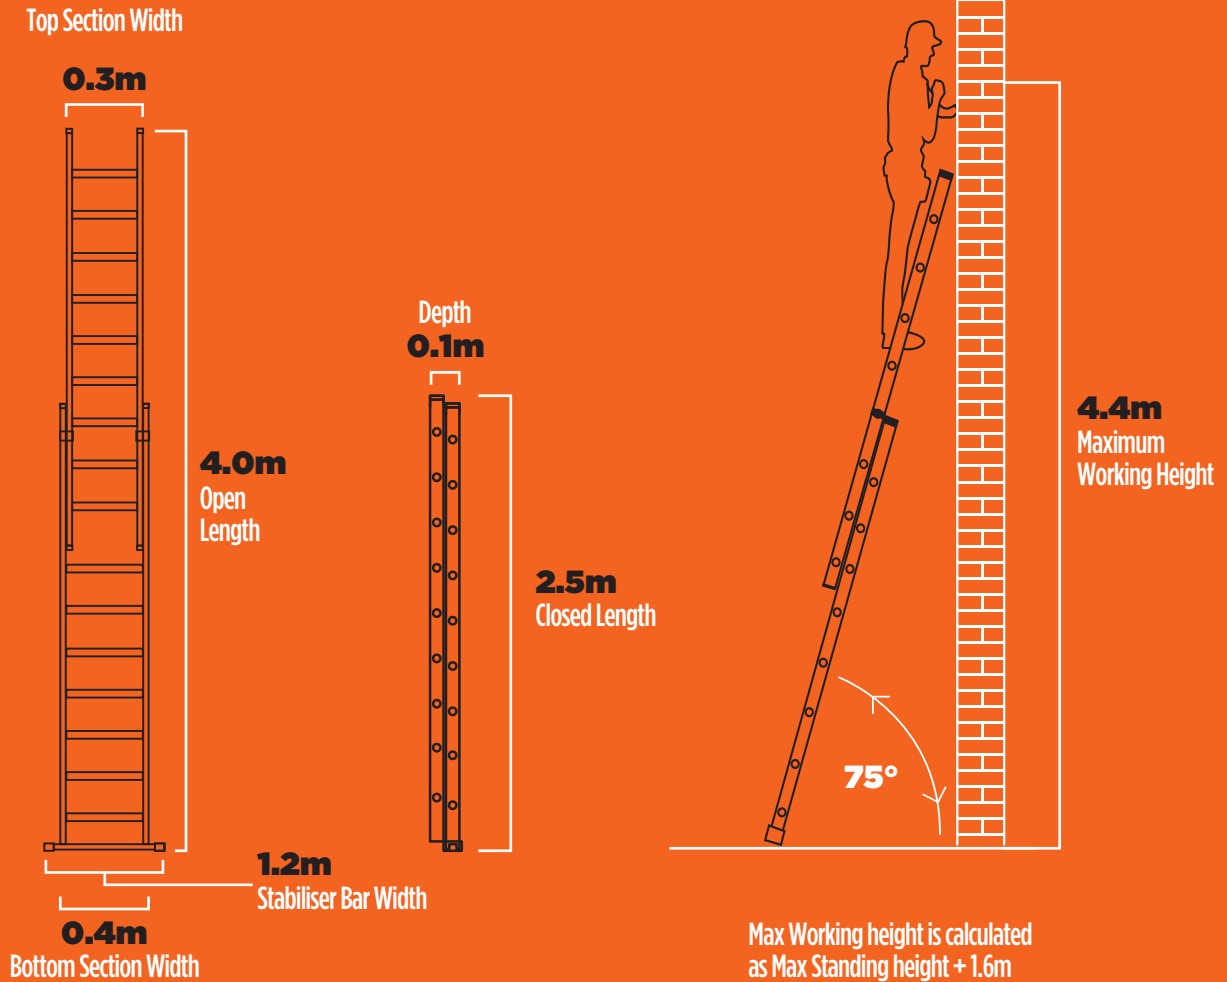 Top Section Width
0.3m
4.0m
Open
Length
1.2m
Stabiliser Bar Width
0.4m
Bottom Section Width
Depth
0.1m
2.5m
Closed Length
4.4m
Maximum
Working Height
75°
Max Working height is calculated
as Max Standing height + 1.6m